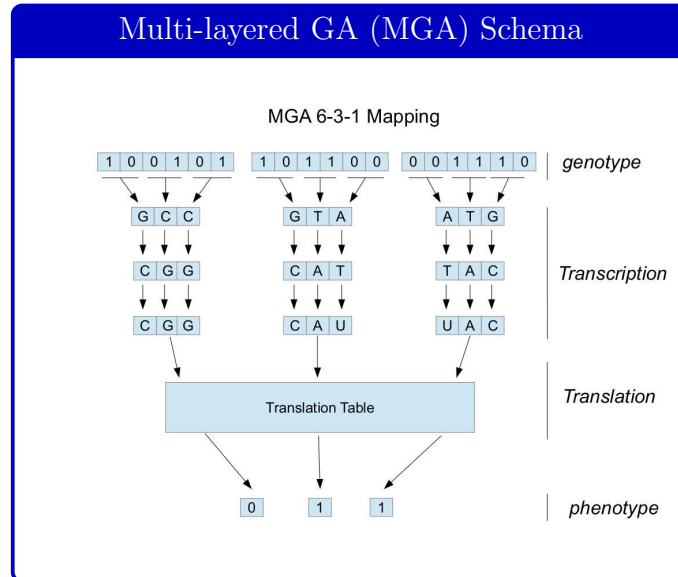 Multi-layered GA (MGA) Schema
MGA 6-3-1 Mapping
1 0 0 1 0 1 1 0 1 1 0 0 0 0 1 1 1 0 genotype
G C C G T A A T G
C G G C A T T A C Transcription
C G G C A U U A C
Translation Table Translation
0 1 1 phenotype